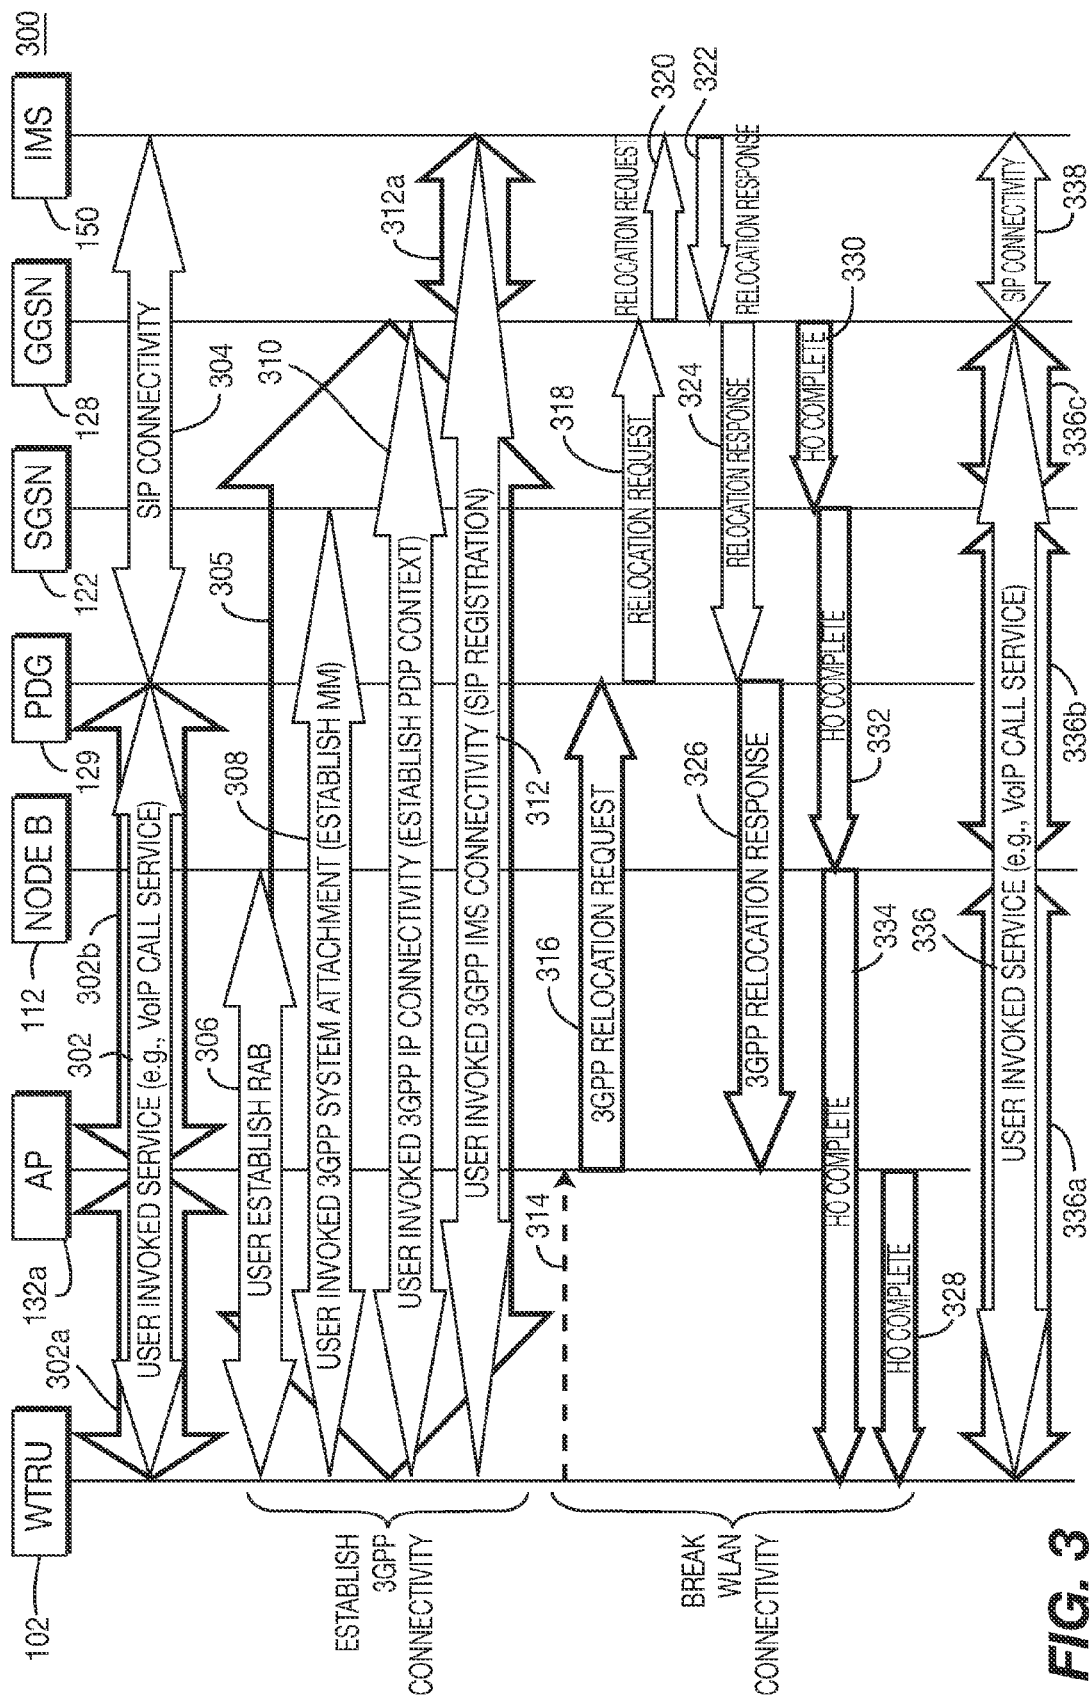 300
WTRU
AP
NODE B
PDG
SGSN
GGSN
IMS
102
132a
112
129
122
128
150
302a
302
302b
USER INVOKED SERVICE (e.g., VoIP CALL SERVICE)
SIP CONNECTIVITY
304
305
306
USER ESTABLISH RAB
308
USER INVOKED 3GPP SYSTEM ATTACHMENT (ESTABLISH MM)
310
USER INVOKED 3GPP IP CONNECTIVITY (ESTABLISH PDP CONTEXT)
312a
USER INVOKED 3GPP IMS CONNECTIVITY (SIP REGISTRATION)
312
ESTABLISH
3GPP
CONNECTIVITY
314
316
3GPP RELOCATION REQUEST
318
RELOCATION REQUEST
RELOCATION REQUEST
320
322
RELOCATION RESPONSE
324
RELOCATION RESPONSE
326
3GPP RELOCATION RESPONSE
HO COMPLETE
330
HO COMPLETE
332
HO COMPLETE
334
HO COMPLETE
328
BREAK
WLAN
CONNECTIVITY
336
USER INVOKED SERVICE (e.g., VoIP CALL SERVICE)
SIP CONNECTIVITY
336a
336b
336c
338
FIG. 3